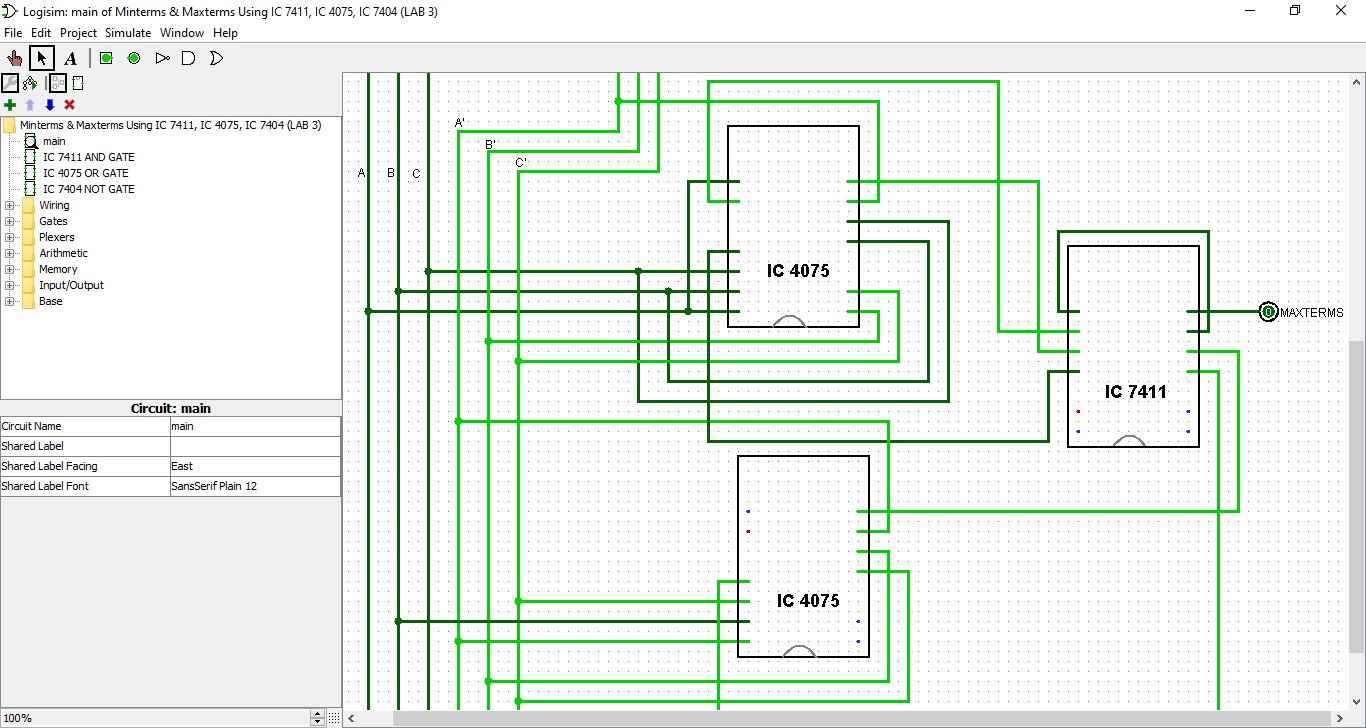 Logisim: main of Minterms & Maxterms Using IC 7411, IC 4075, IC 7404 (LAB 3)
File Edit Project Simulate Window Help
A
Minterms & Maxterms Using IC 7411, IC 4075, IC 7404 (LAB 3)
main
IC 7411 AND GATE
IC 4075 OR GATE
IC 7404 NOT GATE
Wiring
Gates
Plexers
Arithmetic
Memory
Input/Output
Base
Circuit: main
Circuit Name main
Shared Label
Shared Label Facing East
Shared Label Font SansSerif Plain 12
100%
A'
B'
C'
A B C
IC 4075
0 MAXTERMS
IC 7411
IC 4075